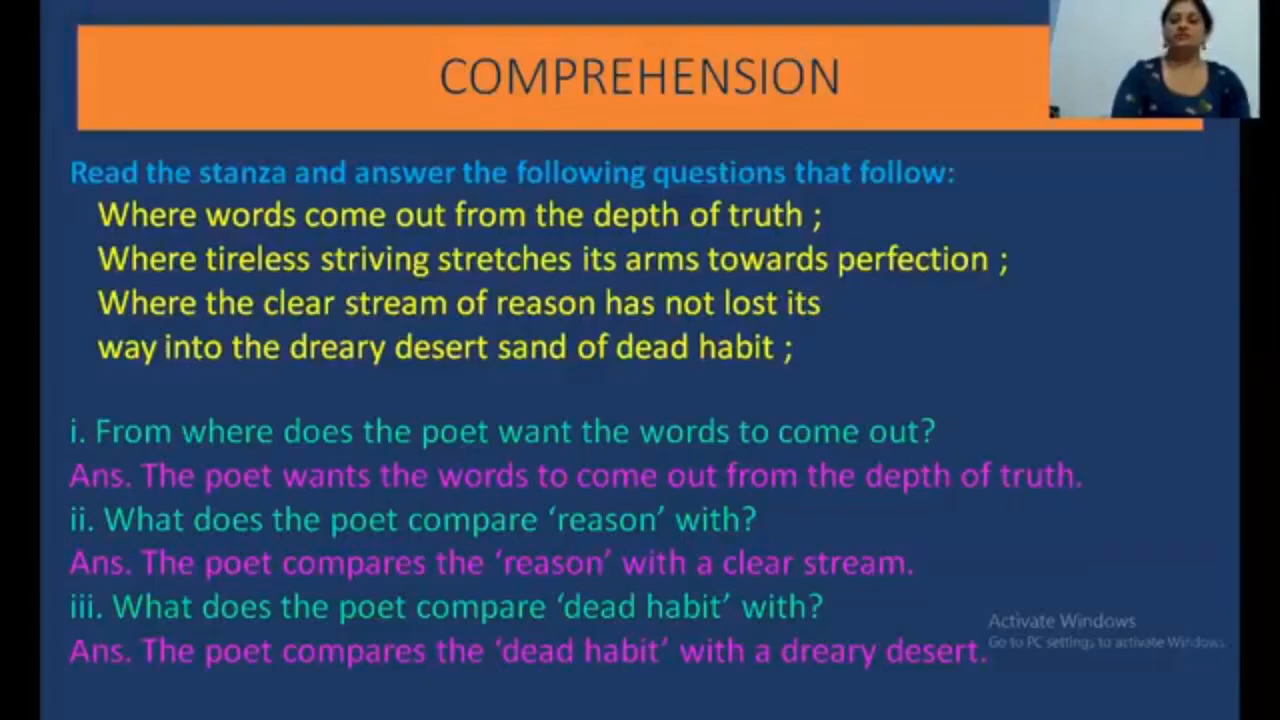 COMPREHENSION
Read the stanza and answer the following questions that follow:
Where words come out from the depth of truth ;
Where tireless striving stretches its arms towards perfection ;
Where the clear stream of reason has not lost its
way into the dreary desert sand of dead habit ;
i. From where does the poet want the words to come out?
Ans. The poet wants the words to come out from the depth of truth.
ii. What does the poet compare ‘reason’ with?
Ans. The poet compares the ‘reason’ with a clear stream.
iii. What does the poet compare ‘dead habit’ with?
Ans. The poet compares the ‘dead habit’ with a dreary desert.
Activate Windows
Go to PC settings to activate Windows.